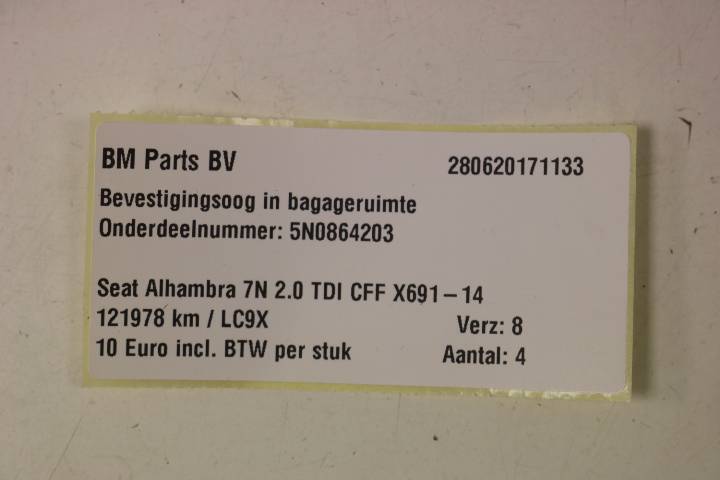 BM Parts BV 280620171133
Bevestigingsoog in bagageruimte
Onderdeelnummer: 5N0864203
Seat Alhambra 7N 2.0 TDI CFF X691-14
121978 km / LC9X Verz: 8
10 Euro incl. BTW per stuk Aantal: 4